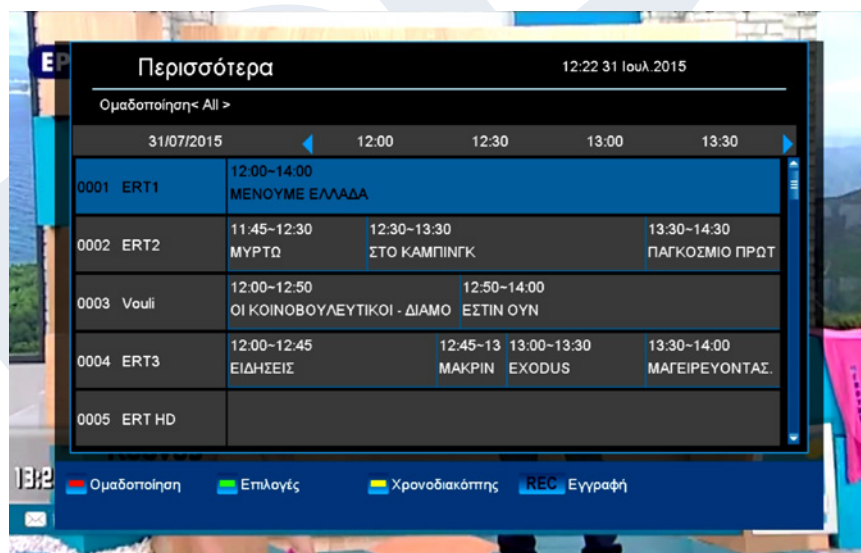 EP
Περισσότερα 12:22 31 Ιουλ.2015
Ομαδοποίηση< All >
31/07/2015 12:00 12:30 13:00 13:30
12:00~14:00
0001 ERT1 ΜΕΝΟΥΜΕ ΕΛΛΑΔΑ
11:45~12:30 12:30~13:30 13:30~14:30
0002 ERT2 ΜΥΡΤΩ ΣΤΟ ΚΑΜΠΙΝΓΚ ΠΑΓΚΟΣΜΙΟ ΠΡΩΤ
12:00~12:50 12:50~14:00
0003 Vouli ΟΙ ΚΟΙΝΟΒΟΥΛΕΥΤΙΚΟΙ - ΔΙΑΜΟ ΕΣΤΙΝ ΟΥΝ
12:00~12:45 12:45~13 13:00~13:30 13:30~14:00
0004 ERT3 ΕΙΔΗΣΕΙΣ ΜΑΚΡΙΝ EXODUS ΜΑΓΕΙΡΕΥΟΝΤΑΣ.
0005 ERT HD
13:2
Ομαδοποίηση Επιλογές Χρονοδιακόπτης REC Εγγραφή